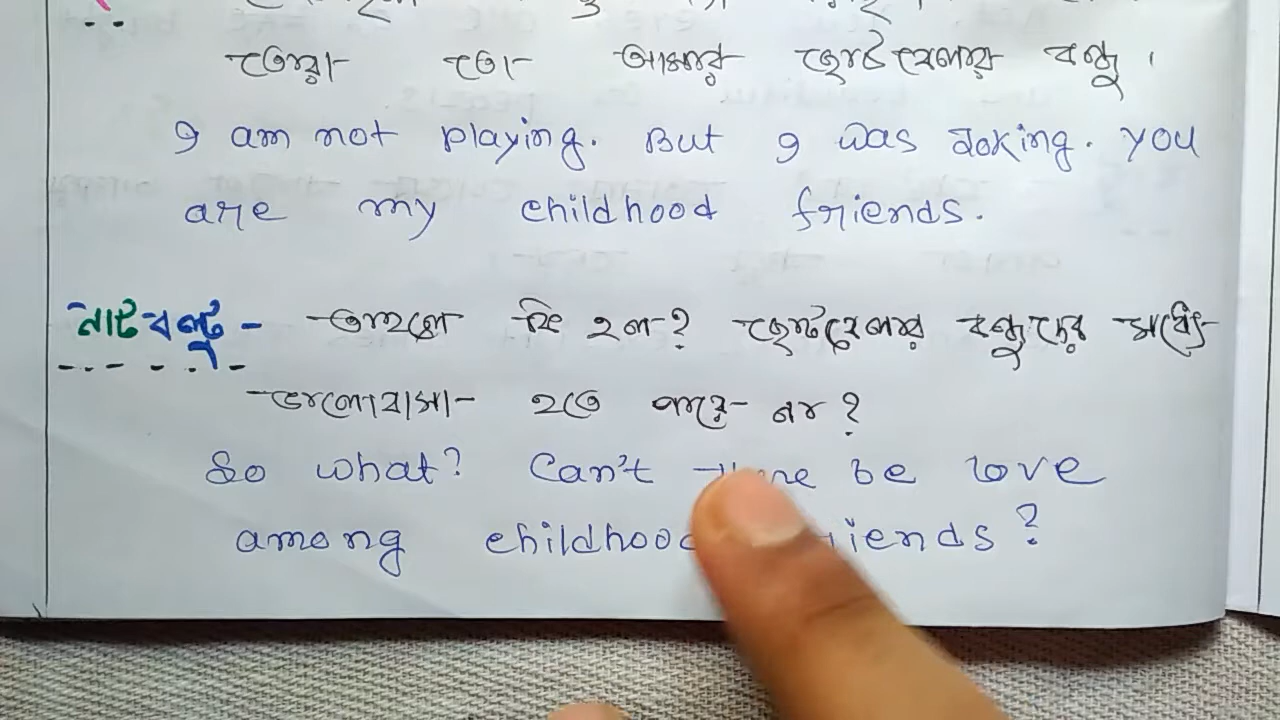 তোরা তো আমার ছোটবেলার বন্ধু।
I am not playing. But I was Joking. You
are my childhood friends.
নাটবল্টু - তাহলে কি হল? ছোটবেলার বন্ধুদের মধ্যে
ভালোবাসা হতে পারে না?
So what? Can't there be love
among childhood friends?